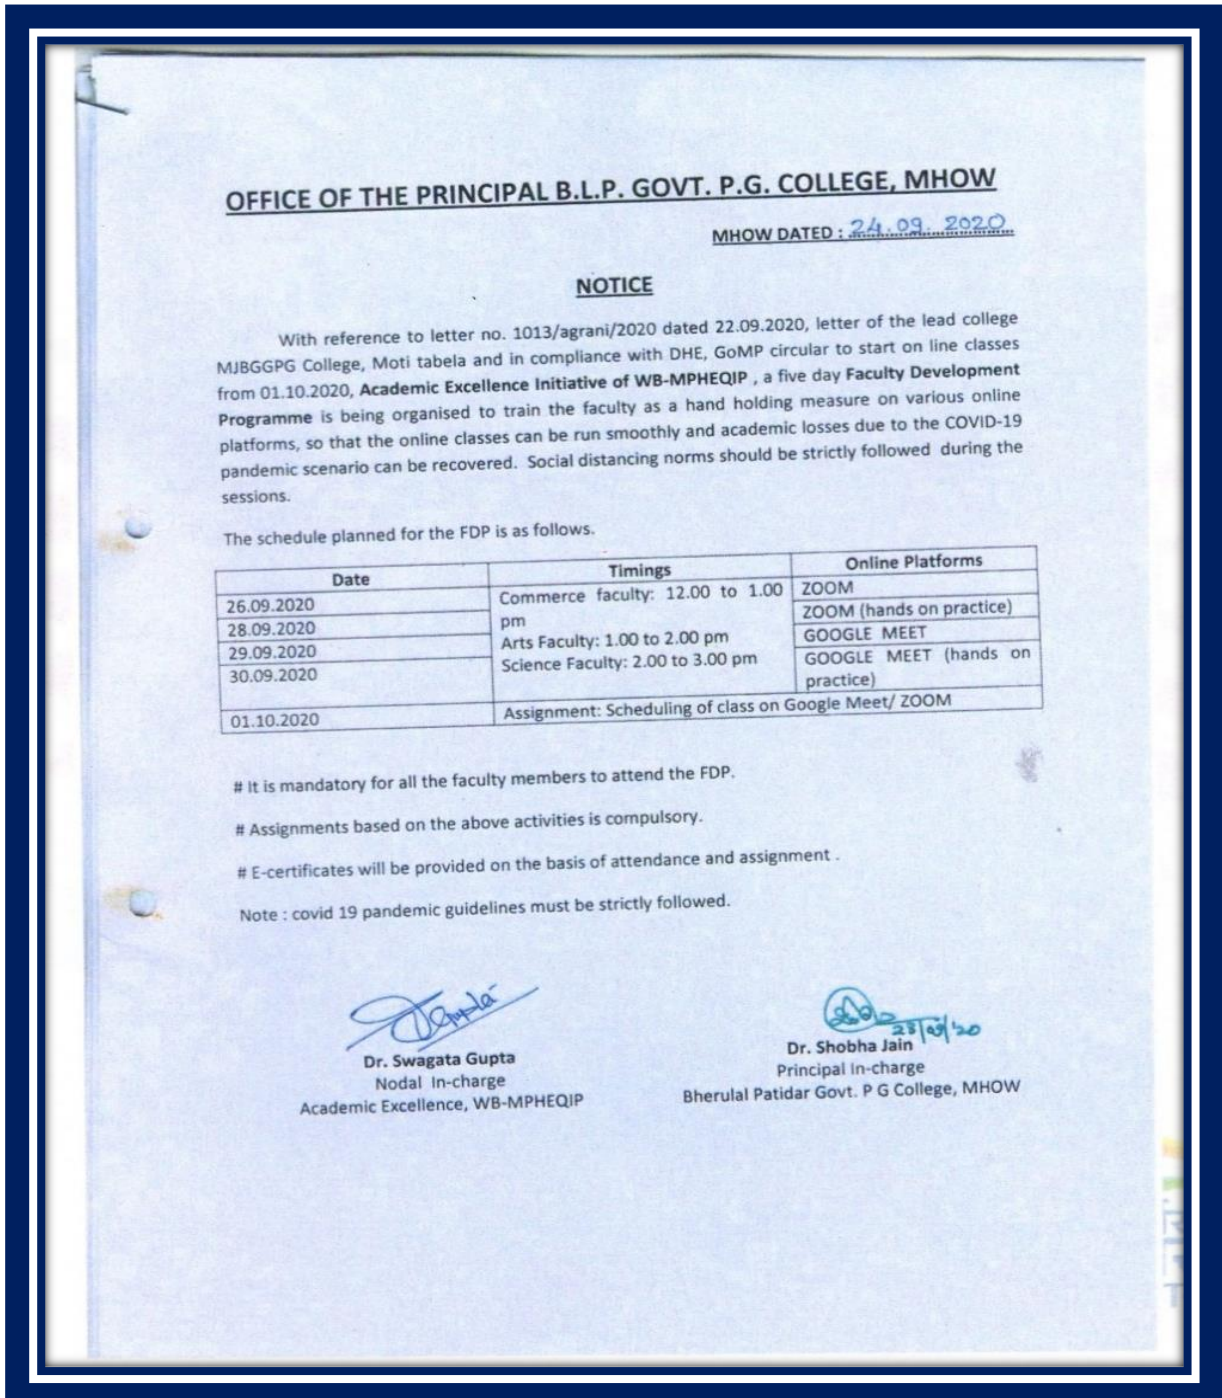 OFFICE OF THE PRINCIPAL B.L.P. GOVT. P.G. COLLEGE, MHOW
MHOW DATED : 24.09. 2020
NOTICE
With reference to letter no. 1013/agrani/2020 dated 22.09.2020, letter of the lead college
MJBGGPG College, Moti tabela and in compliance with DHE, GoMP circular to start on line classes
from 01.10.2020, Academic Excellence Initiative of WB-MPHEQIP , a five day Faculty Development
Programme is being organised to train the faculty as a hand holding measure on various online
platforms, so that the online classes can be run smoothly and academic losses due to the COVID-19
pandemic scenario can be recovered. Social distancing norms should be strictly followed during the
sessions.
The schedule planned for the FDP is as follows.
Date Timings Online Platforms
26.09.2020 Commerce faculty: 12.00 to 1.00 ZOOM
28.09.2020 pm ZOOM (hands on practice)
29.09.2020 Arts Faculty: 1.00 to 2.00 pm GOOGLE MEET
30.09.2020 Science Faculty: 2.00 to 3.00 pm GOOGLE MEET (hands on
practice)
01.10.2020 Assignment: Scheduling of class on Google Meet/ ZOOM
# It is mandatory for all the faculty members to attend the FDP.
# Assignments based on the above activities is compulsory.
# E-certificates will be provided on the basis of attendance and assignment .
Note : covid 19 pandemic guidelines must be strictly followed.
Gupta
Dr. Swagata Gupta
Nodal In-charge
Academic Excellence, WB-MPHEQIP
Dr. Shobha Jain
Principal In-charge
Bherulal Patidar Govt. P G College, MHOW